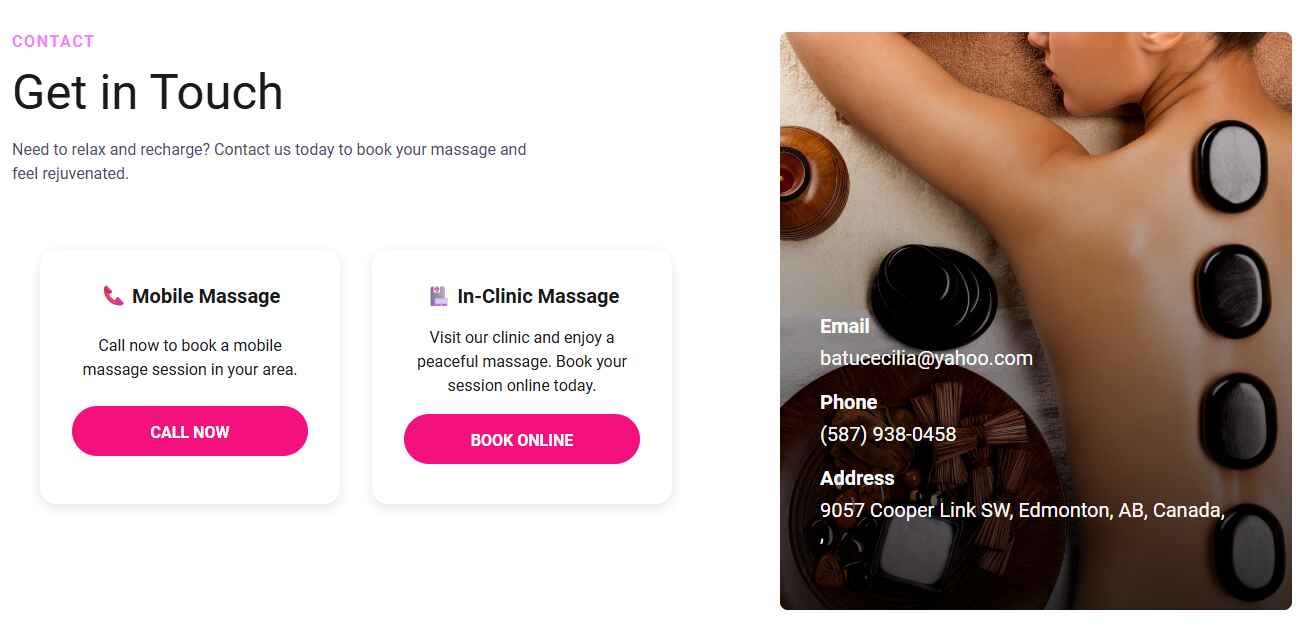 CONTACT
Get in Touch
Need to relax and recharge? Contact us today to book your massage and
feel rejuvenated.
Mobile Massage
Call now to book a mobile
massage session in your area.
CALL NOW
In-Clinic Massage
Visit our clinic and enjoy a
peaceful massage. Book your
session online today.
BOOK ONLINE
Email
batucecilia@yahoo.com
Phone
(587) 938-0458
Address
9057 Cooper Link SW, Edmonton, AB, Canada,
,